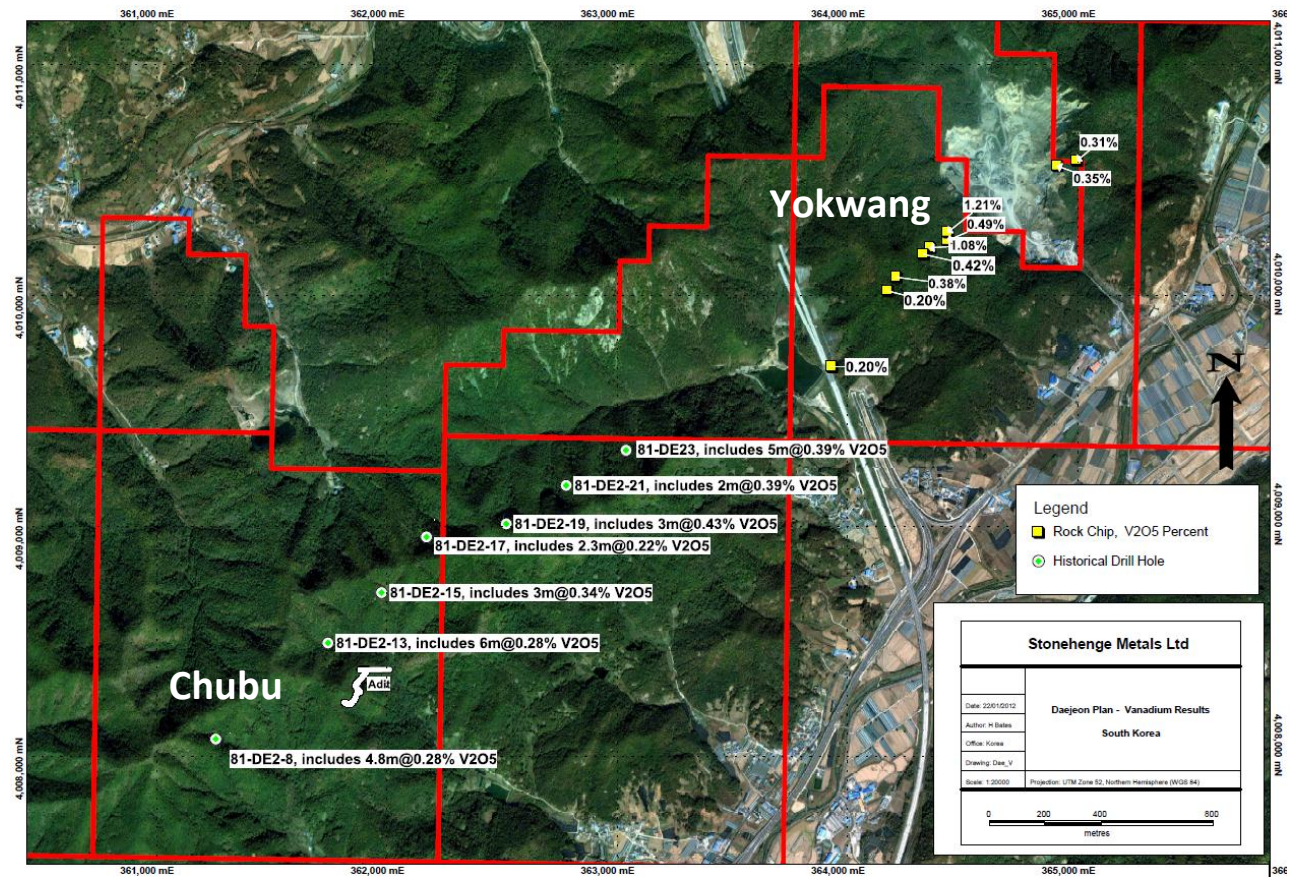 361,000 mE
362,000 mE
363,000 mE
364,000 mE
365,000 mE
366
4,011,000 mN
4,011,000 mN
0.31%
0.35%
Yokwang
1.21%
0.49%
1.08%
0.42%
0.38%
0.20%
4,010,000 mN
4,010,000 mN
0.20%
N
81-DE23, includes 5m@0.39% V2O5
81-DE2-21, includes 2m@0.39% V2O5
81-DE2-19, includes 3m@0.43% V2O5
81-DE2-17, includes 2.3m@0.22% V2O5
4,009,000 mN
4,009,000 mN
81-DE2-15, includes 3m@0.34% V2O5
81-DE2-13, includes 6m@0.28% V2O5
Adit
Chubu
81-DE2-8, includes 4.8m@0.28% V2O5
4,008,000 mN
4,008,000 mN
Legend
Rock Chip, V2O5 Percent
Historical Drill Hole
Stonehenge Metals Ltd
Date: 22/01/2012
Author: H Bates
Office: Korea
Drawing: Dae_V
Scale: 1:20000
Daejeon Plan - Vanadium Results
South Korea
Projection: UTM Zone 52, Northern Hemisphere (WGS 84)
0 200 400 800
metres
361,000 mE
362,000 mE
363,000 mE
364,000 mE
365,000 mE
366